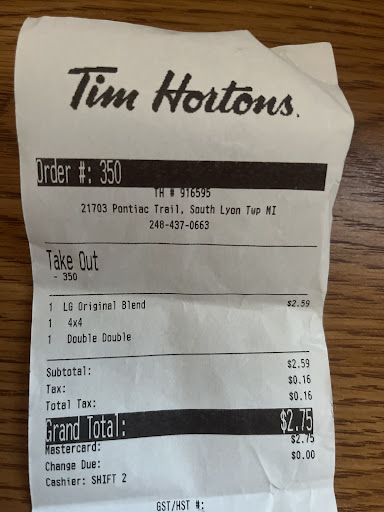 Tim Hortons.
Order #: 350
TH # 916595
21703 Pontiac Trail, South Lyon Twp MI
248-437-0663
Take Out
- 350
1 LG Original Blend $2.59
1 4x4
1 Double Double
Subtotal: $2.59
Tax: $0.16
Total Tax: $0.16
Grand Total: $2.75
Mastercard: $2.75
Change Due: $0.00
Cashier: SHIFT 2
GST/HST #: